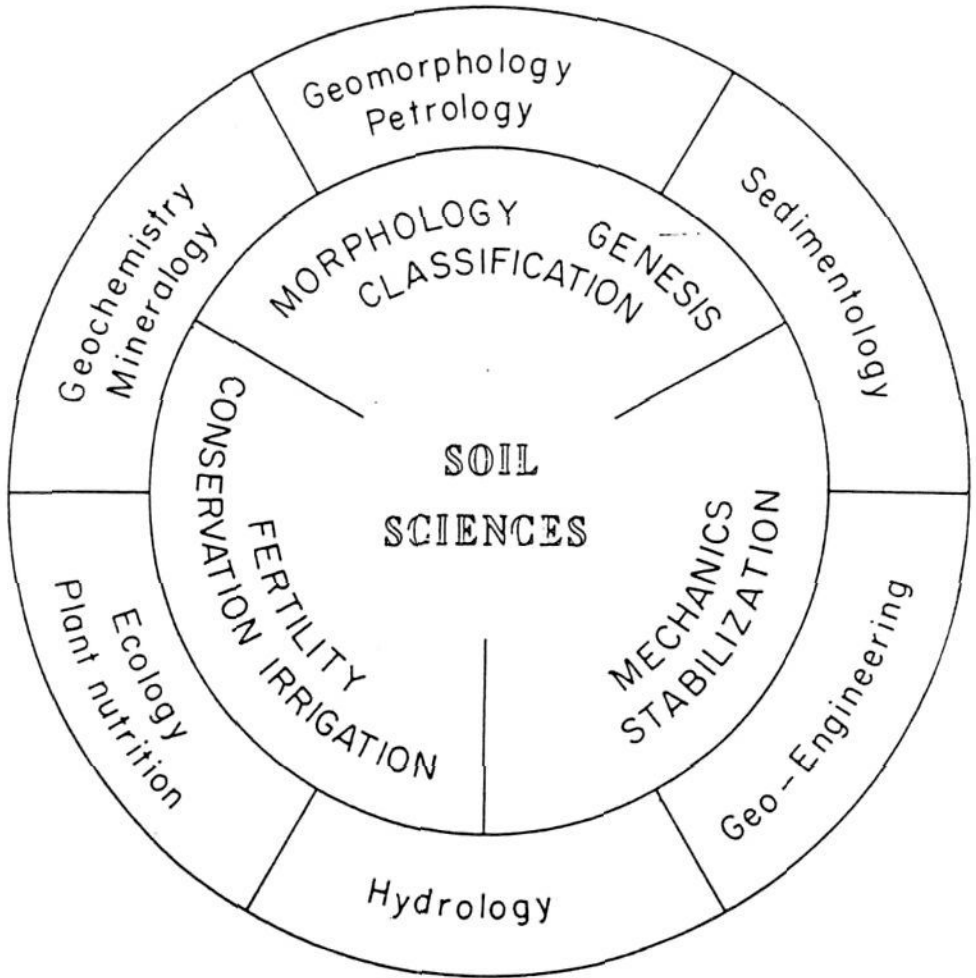 Geomorphology
Petrology
Sedimentology
Geo-Engineering
Hydrology
Ecology
Plant nutrition
Geochemistry
Mineralogy
MORPHOLOGY GENESIS
CLASSIFICATION
MECHANICS
STABILIZATION
FERTILITY
CONSERVATION IRRIGATION
SOIL
SCIENCES